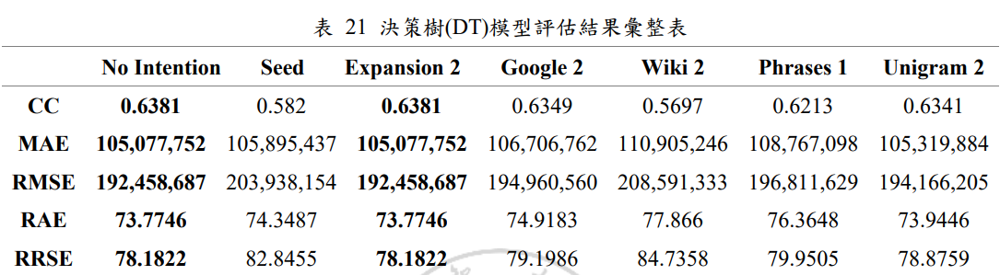 表 21 決策樹(DT)模型評估結果彙整表
No Intention Seed Expansion 2 Google 2 Wiki 2 Phrases 1 Unigram 2
CC 0.6381 0.582 0.6381 0.6349 0.5697 0.6213 0.6341
MAE 105,077,752 105,895,437 105,077,752 106,706,762 110,905,246 108,767,098 105,319,884
RMSE 192,458,687 203,938,154 192,458,687 194,960,560 208,591,333 196,811,629 194,166,205
RAE 73.7746 74.3487 73.7746 74.9183 77.866 76.3648 73.9446
RRSE 78.1822 82.8455 78.1822 79.1986 84.7358 79.9505 78.8759